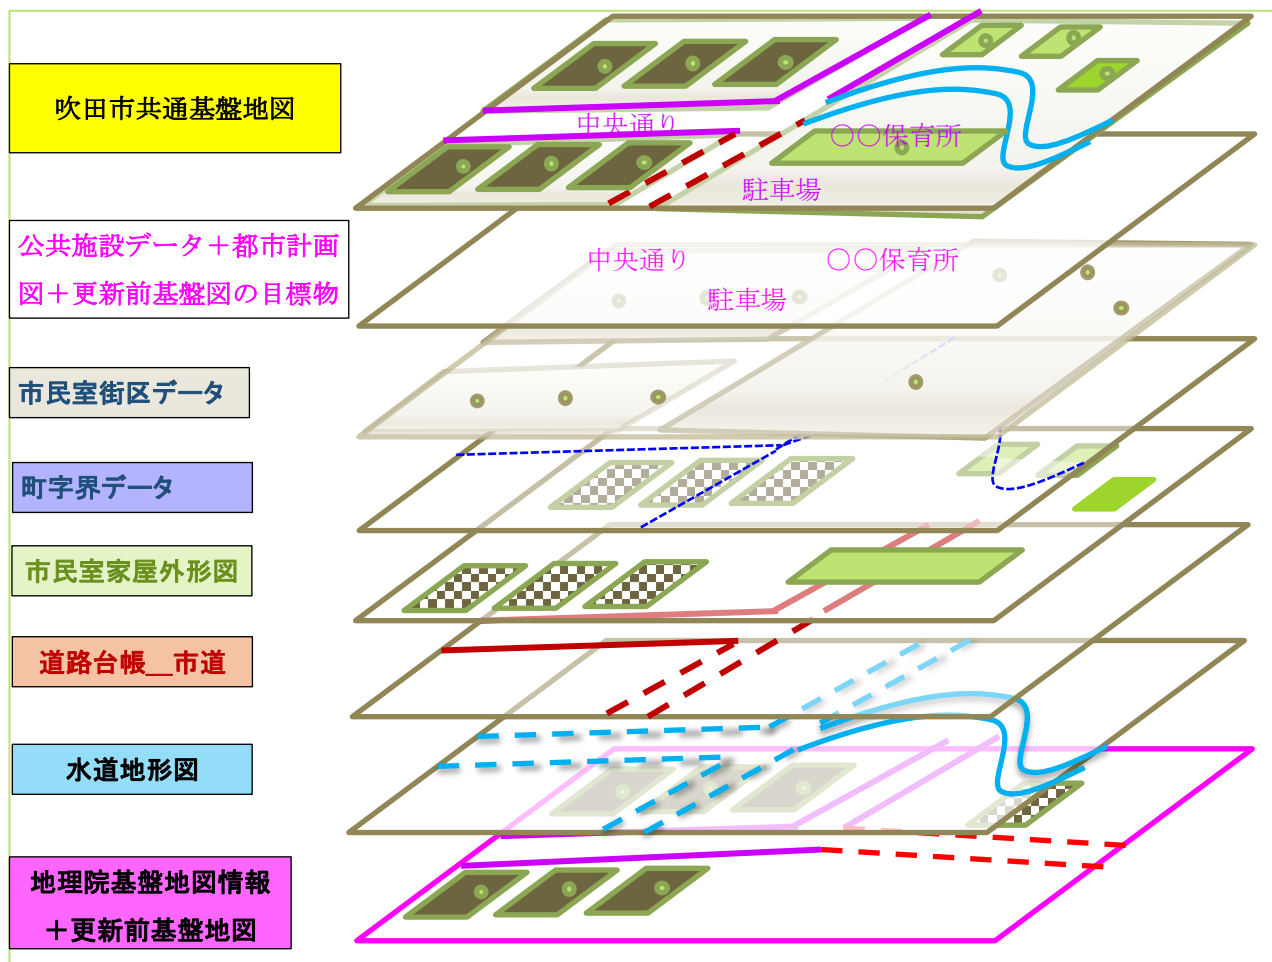 吹田市共通基盤地図
中央通り
○○保育所
駐車場
公共施設データ＋都市計画
図＋更新前基盤図の目標物
中央通り
○○保育所
駐車場
市民室街区データ
町字界データ
市民室家屋外形図
道路台帳__市道
水道地形図
地理院基盤地図情報
＋更新前基盤地図